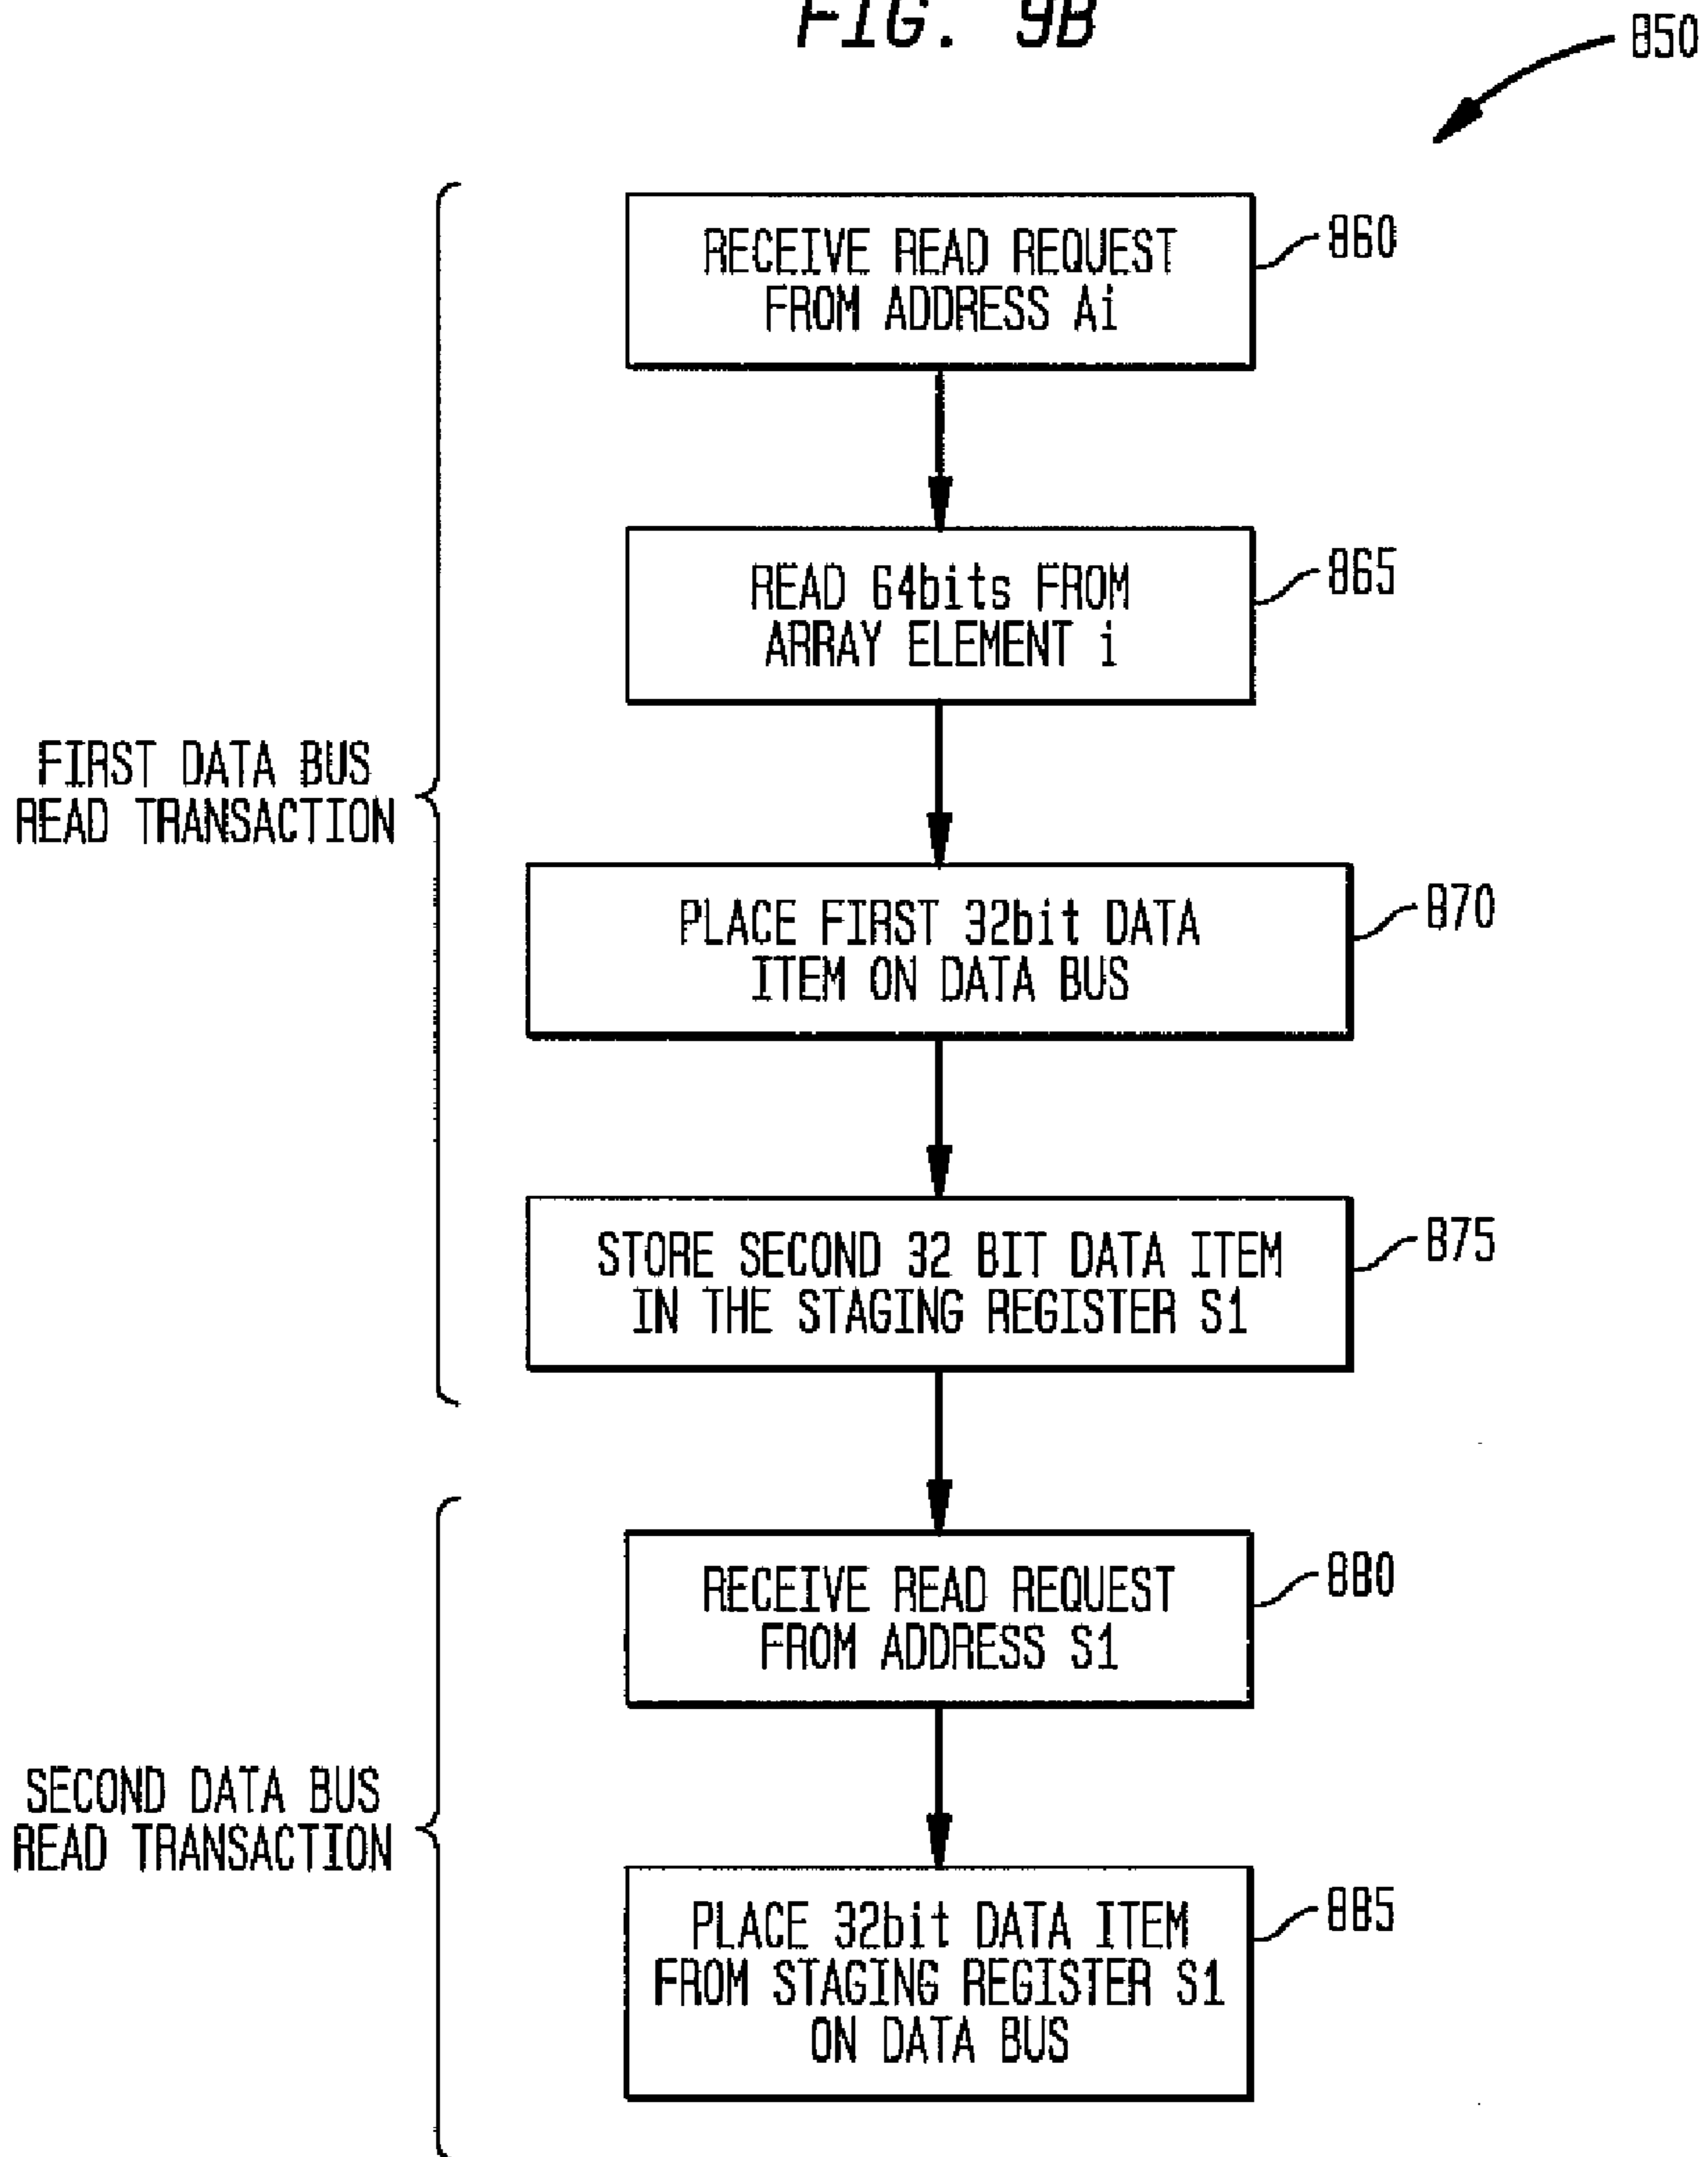 FIG. 9B
850
RECEIVE READ REQUEST
FROM ADDRESS Ai
860
READ 64bits FROM
ARRAY ELEMENT i
865
FIRST DATA BUS
READ TRANSACTION
PLACE FIRST 32bit DATA
ITEM ON DATA BUS
870
STORE SECOND 32 BIT DATA ITEM
IN THE STAGING REGISTER S1
875
RECEIVE READ REQUEST
FROM ADDRESS S1
880
SECOND DATA BUS
READ TRANSACTION
PLACE 32bit DATA ITEM
FROM STAGING REGISTER S1
ON DATA BUS
885